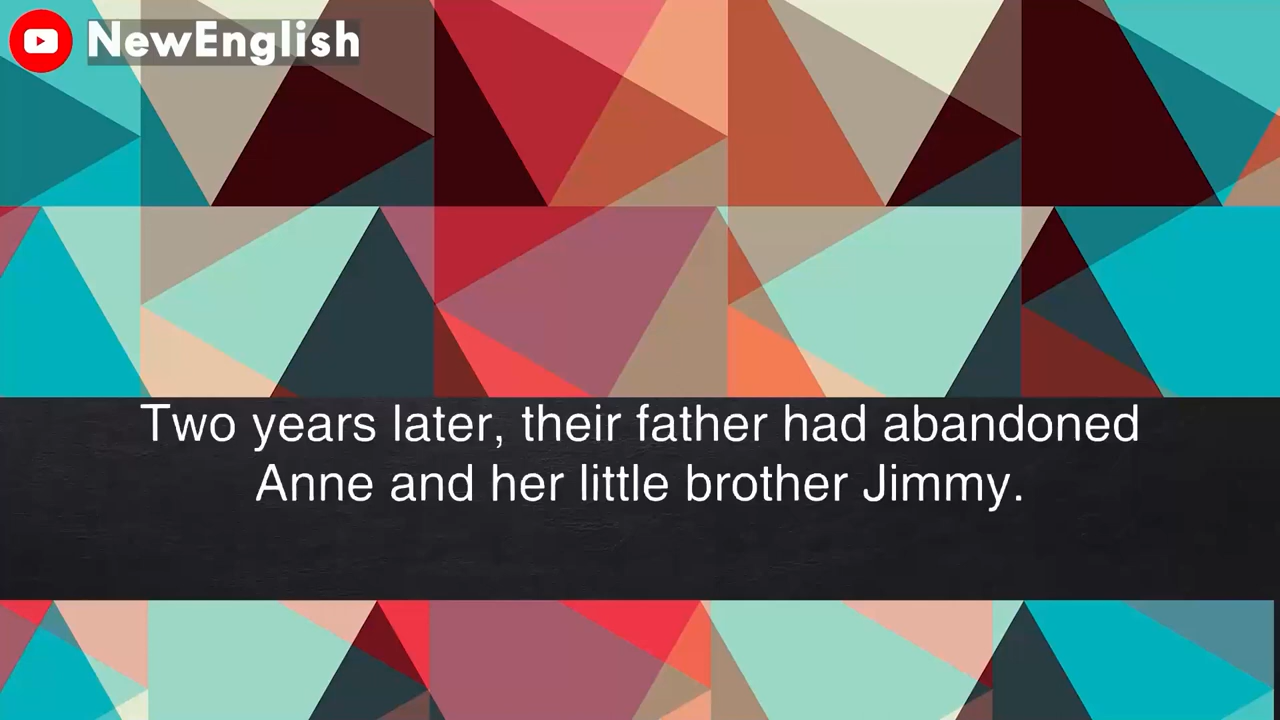 NewEnglish
Two years later, their father had abandoned
Anne and her little brother Jimmy.